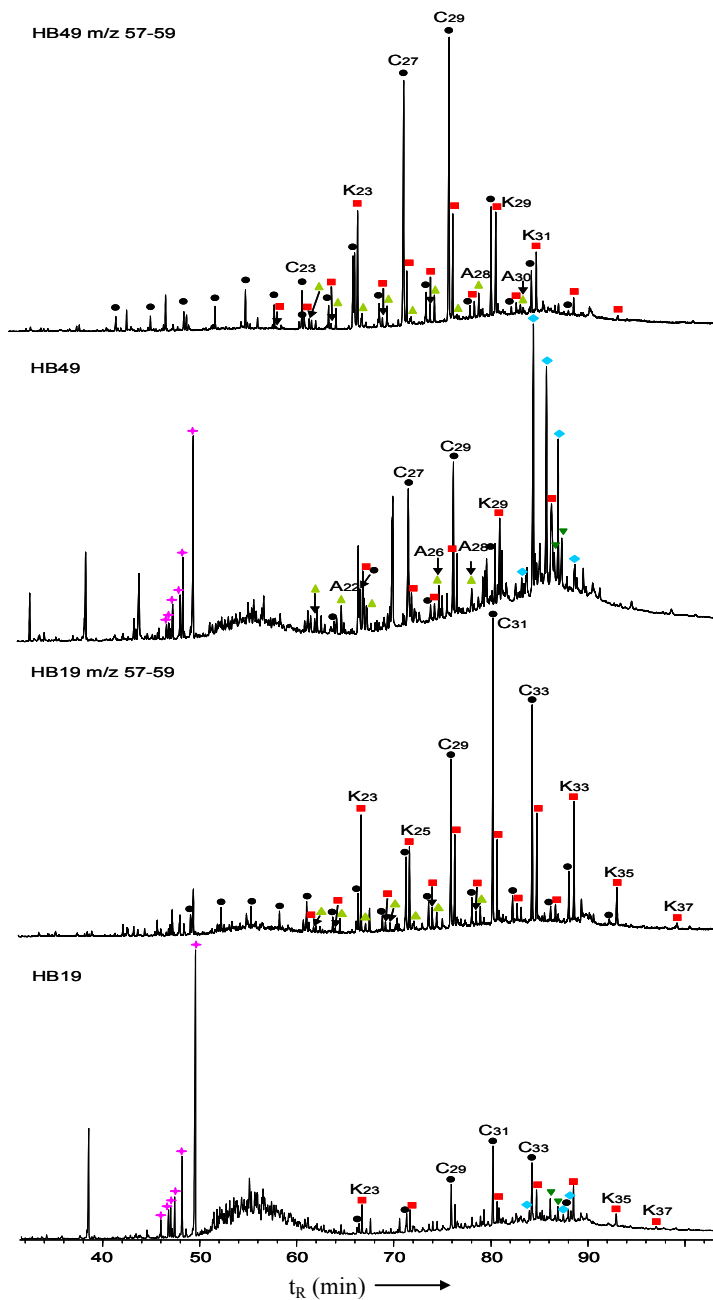 HB49 m/z 57-59
C29
C27
K23
K29
C23
K31
A28
A30
HB49
C29
C27
K29
A26
A28
A22
C31
HB19 m/z 57-59
C33
C29
K23
K33
K25
K35
K37
HB19
C31
C33
C29
K23
K35
K37
40 50 60 70 80 90
tR (min)